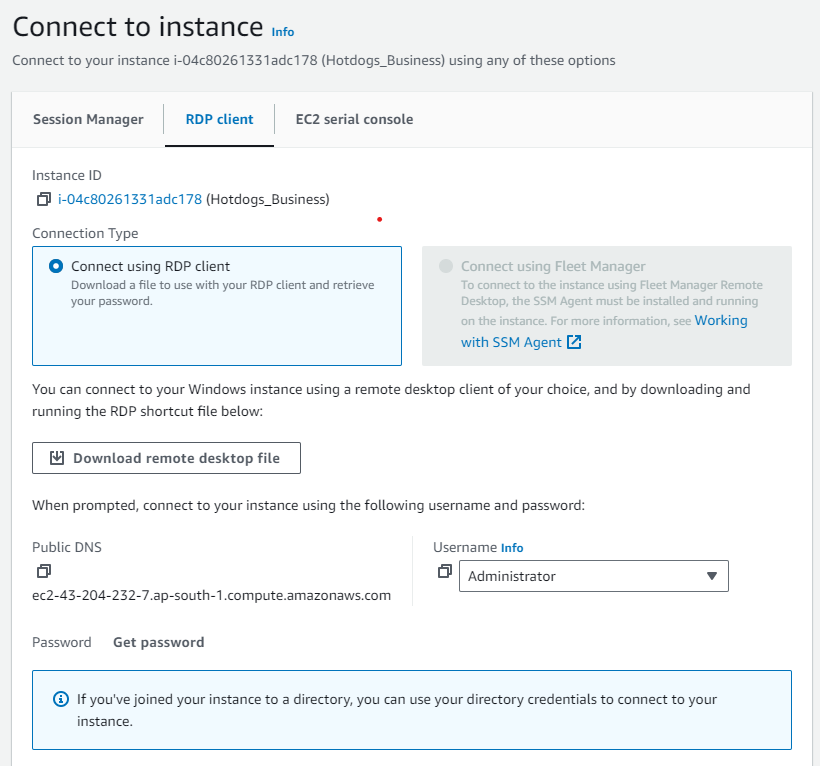 Connect to instance Info
Connect to your instance i-04c80261331adc178 (Hotdogs_Business) using any of these options
Session Manager
RDP client
EC2 serial console
Instance ID
i-04c80261331adc178 (Hotdogs_Business)
Connection Type
Connect using RDP client
Download a file to use with your RDP client and retrieve
your password.
Connect using Fleet Manager
To connect to the instance using Fleet Manager Remote
Desktop, the SSM Agent must be installed and running
on the instance. For more information, see Working
with SSM Agent
You can connect to your Windows instance using a remote desktop client of your choice, and by downloading and
running the RDP shortcut file below:
Download remote desktop file
When prompted, connect to your instance using the following username and password:
Public DNS
ec2-43-204-232-7.ap-south-1.compute.amazonaws.com
Username Info
Administrator
Password Get password
If you've joined your instance to a directory, you can use your directory credentials to connect to your
instance.